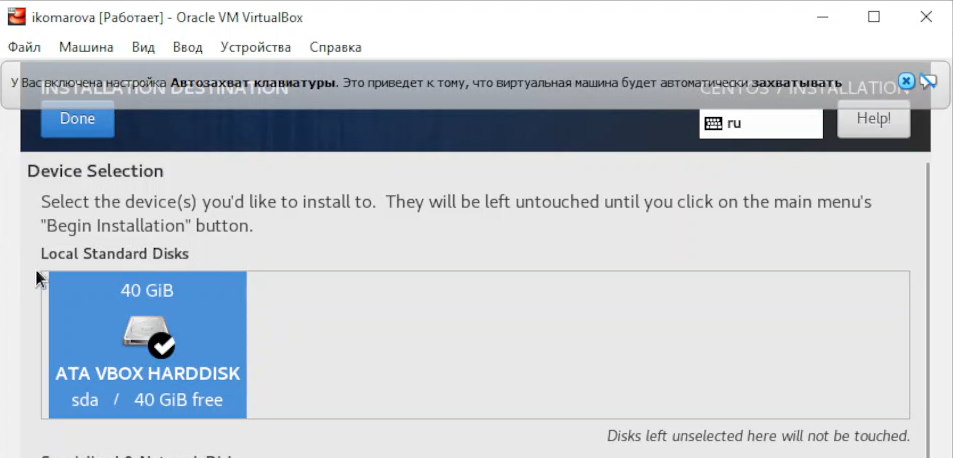 ikomarova [Работает] - Oracle VM VirtualBox
Файл Машина Вид Ввод Устройства Справка
У Вас включена настройка Автозахват клавиатуры. Это приведет к тому, что виртуальная машина будет автоматически захватывать
INSTALLATION DESTINATION CENTOS 7 INSTALLATION
Done ru Help!
Device Selection
Select the device(s) you'd like to install to. They will be left untouched until you click on the main menu's
"Begin Installation" button.
Local Standard Disks
40 GiB
ATA VBOX HARDDISK
sda / 40 GiB free
Disks left unselected here will not be touched.